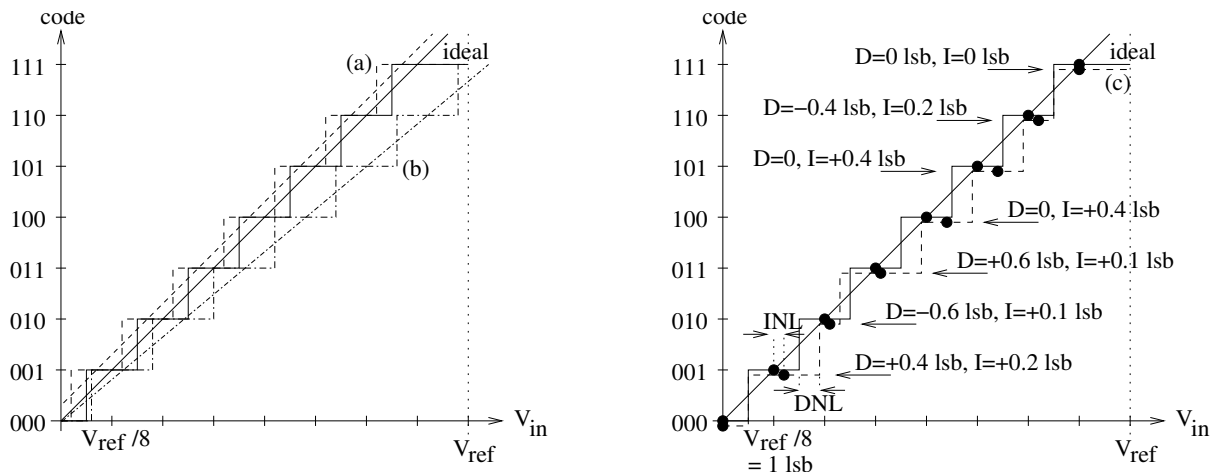 code
(a)
ideal
111
110
101
(b)
100
011
010
001
000
V_ref /8
V_in
V_ref
code
D=0 lsb, I=0 lsb
ideal
111
(c)
D=−0.4 lsb, I=0.2 lsb
110
D=0, I=+0.4 lsb
101
100
D=0, I=+0.4 lsb
011
D=+0.6 lsb, I=+0.1 lsb
INL
D=−0.6 lsb, I=+0.1 lsb
010
001
D=+0.4 lsb, I=+0.2 lsb
DNL
000
V_ref /8
= 1 lsb
V_in
V_ref